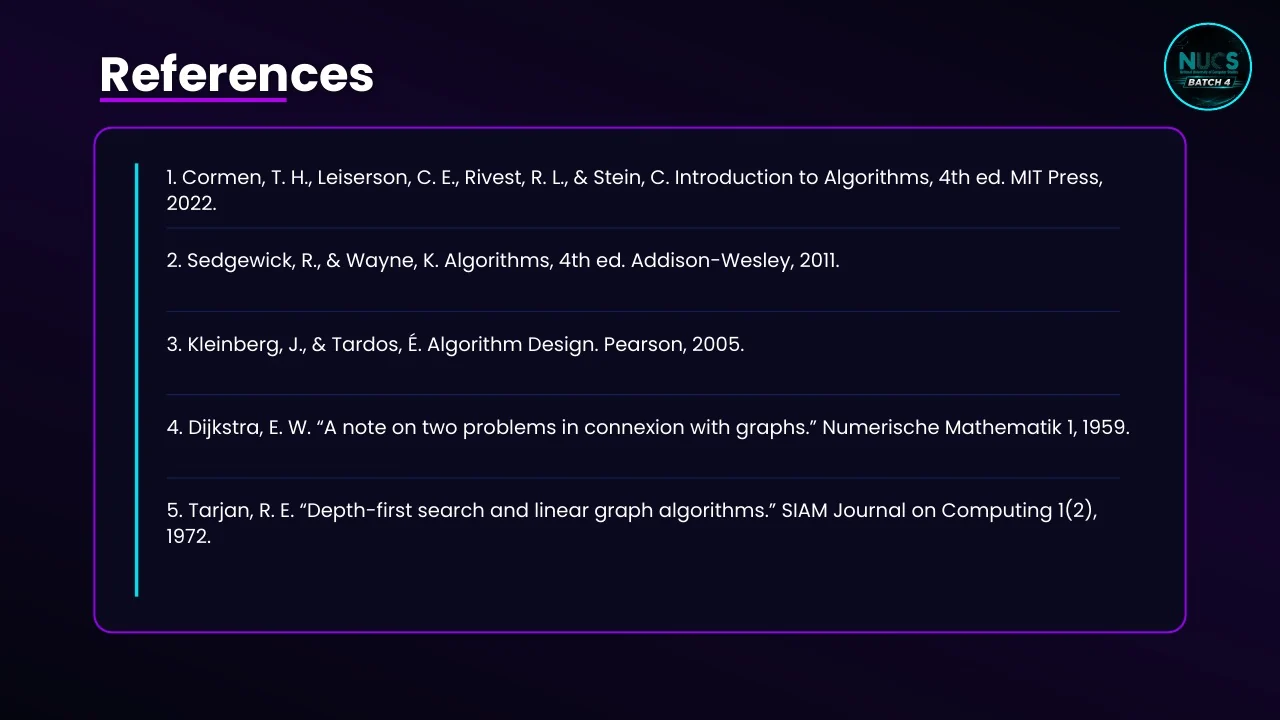 References
NUCS
BATCH 4
1. Cormen, T. H., Leiserson, C. E., Rivest, R. L., & Stein, C. Introduction to Algorithms, 4th ed. MIT Press,
2022.
2. Sedgewick, R., & Wayne, K. Algorithms, 4th ed. Addison-Wesley, 2011.
3. Kleinberg, J., & Tardos, É. Algorithm Design. Pearson, 2005.
4. Dijkstra, E. W. “A note on two problems in connexion with graphs.” Numerische Mathematik 1, 1959.
5. Tarjan, R. E. “Depth-first search and linear graph algorithms.” SIAM Journal on Computing 1(2),
1972.